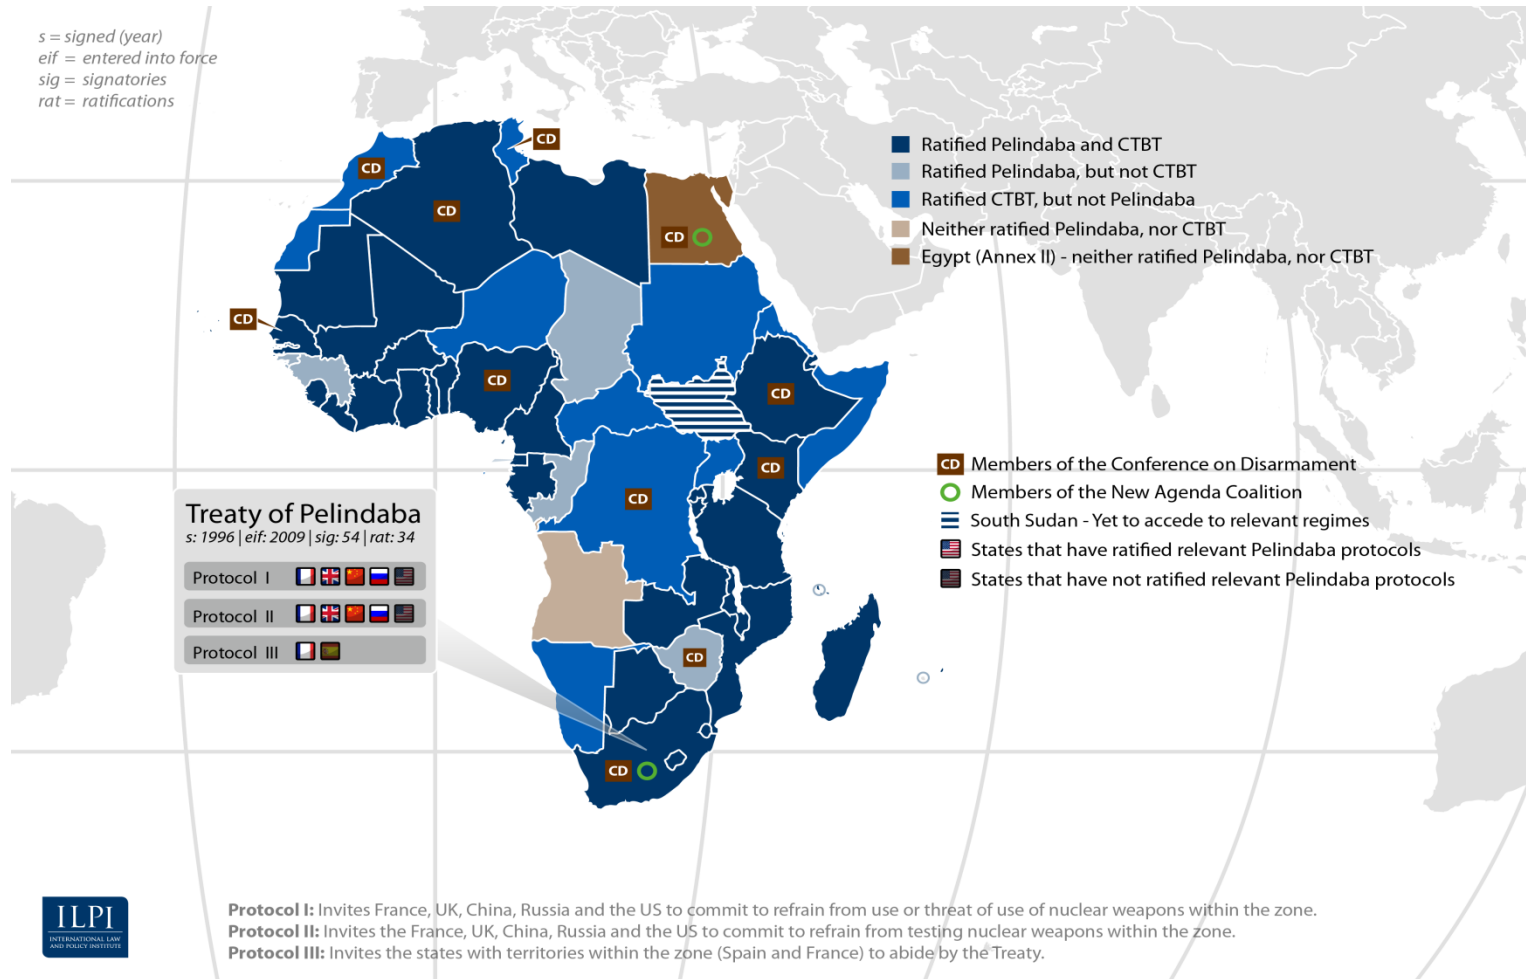 s = signed (year)
eif = entered into force
sig = signatories
rat = ratifications
CD
CD
CD
CD
CD
CD
CD
CD
CD
CD
CD
Ratified Pelindaba and CTBT
Ratified Pelindaba, but not CTBT
Ratified CTBT, but not Pelindaba
Neither ratified Pelindaba, nor CTBT
Egypt (Annex II) - neither ratified Pelindaba, nor CTBT
CD Members of the Conference on Disarmament
Members of the New Agenda Coalition
South Sudan - Yet to accede to relevant regimes
States that have ratified relevant Pelindaba protocols
States that have not ratified relevant Pelindaba protocols
Treaty of Pelindaba
s: 1996 | eif: 2009 | sig: 54 | rat: 34
Protocol I
Protocol II
Protocol III
ILPI
INTERNATIONAL LAW
AND POLICY INSTITUTE
Protocol I: Invites France, UK, China, Russia and the US to commit to refrain from use or threat of use of nuclear weapons within the zone.
Protocol II: Invites the France, UK, China, Russia and the US to commit to refrain from testing nuclear weapons within the zone.
Protocol III: Invites the states with territories within the zone (Spain and France) to abide by the Treaty.